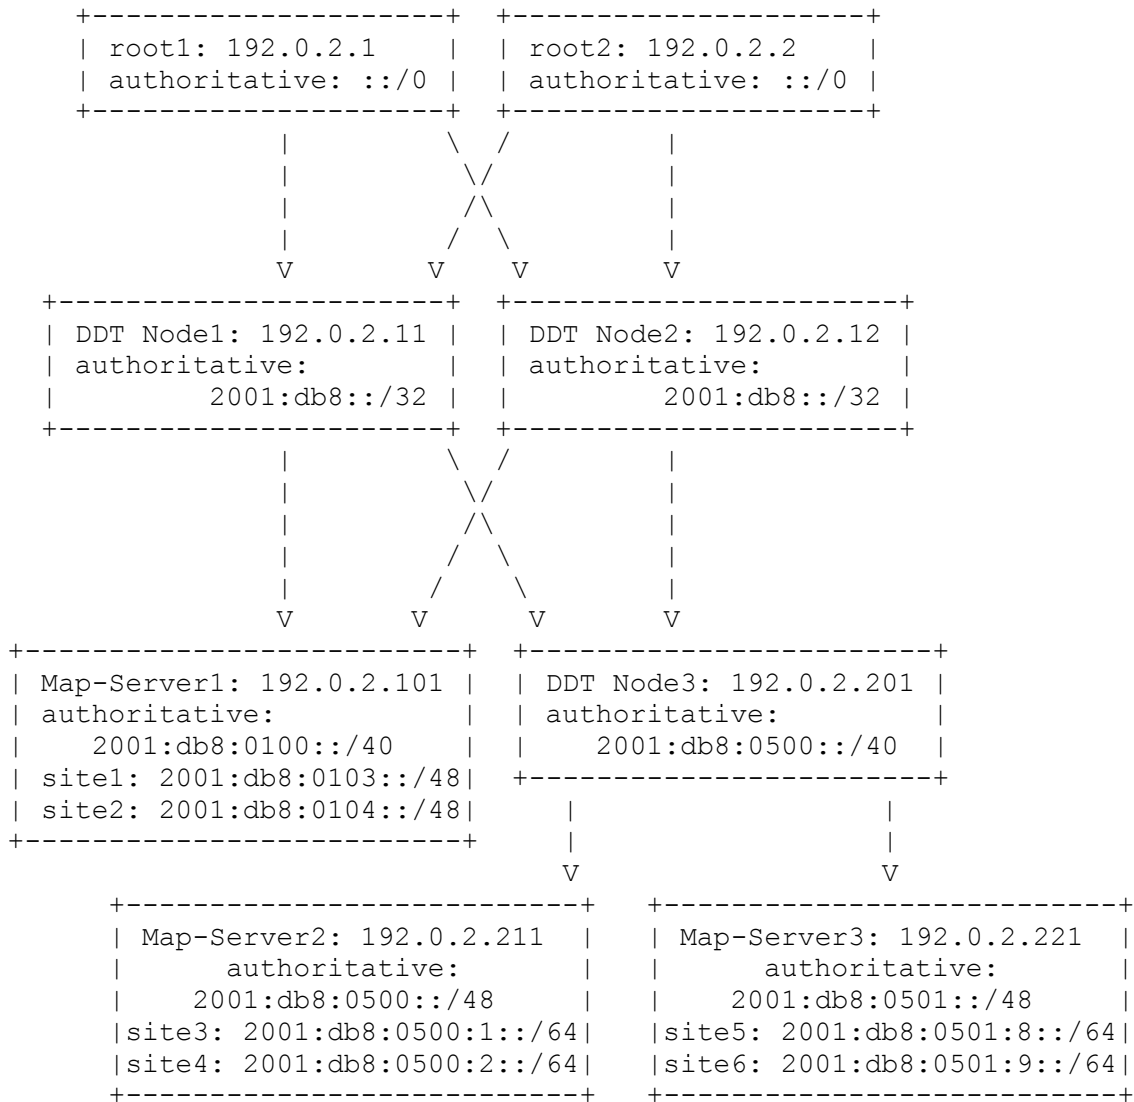 root1: 192.0.2.1
authoritative: ::/0
root2: 192.0.2.2
authoritative: ::/0
DDT Node1: 192.0.2.11
authoritative:
2001:db8::/32
DDT Node2: 192.0.2.12
authoritative:
2001:db8::/32
Map-Server1: 192.0.2.101
authoritative:
2001:db8:0100::/40
site1: 2001:db8:0103::/48
site2: 2001:db8:0104::/48
DDT Node3: 192.0.2.201
authoritative:
2001:db8:0500::/40
Map-Server2: 192.0.2.211
authoritative:
2001:db8:0500::/48
site3: 2001:db8:0500:1::/64
site4: 2001:db8:0500:2::/64
Map-Server3: 192.0.2.221
authoritative:
2001:db8:0501::/48
site5: 2001:db8:0501:8::/64
site6: 2001:db8:0501:9::/64